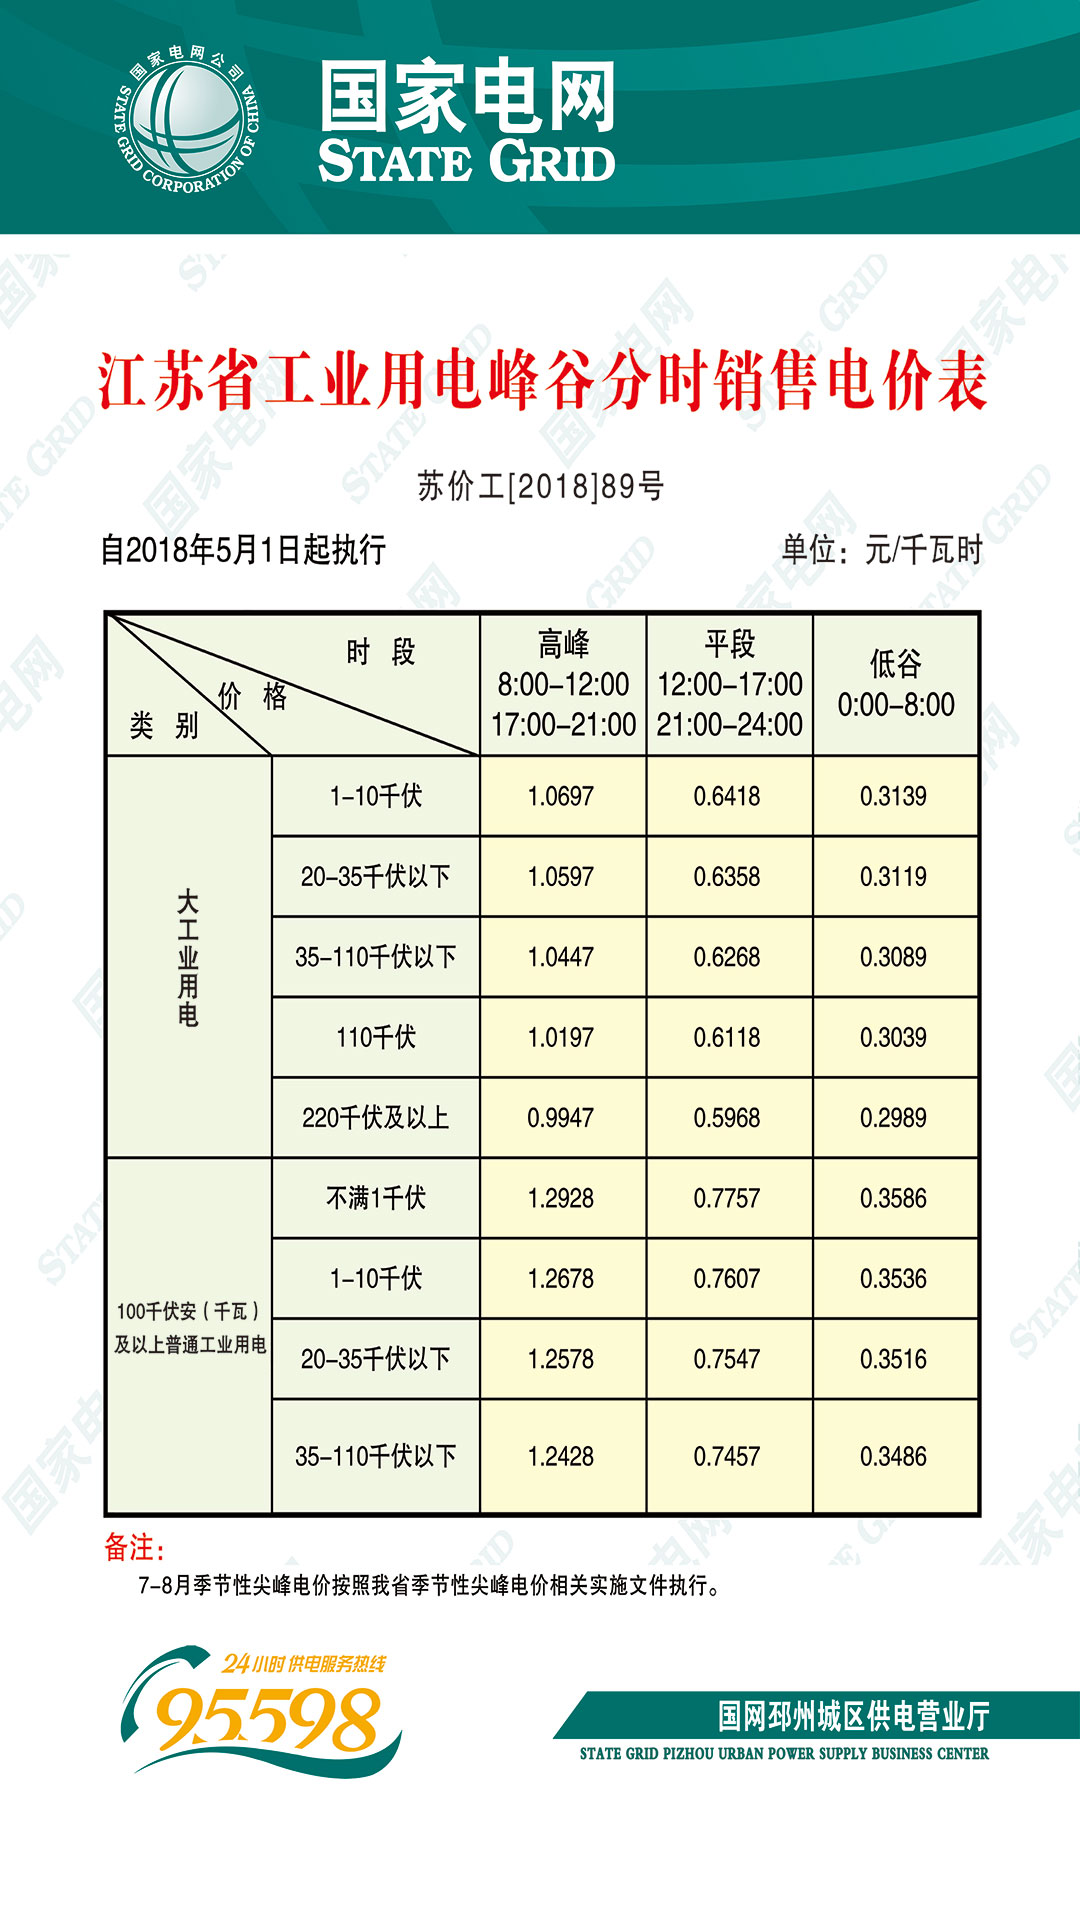 国家电网公司
STATE GRID CORPORATION OF CHINA
国家电网
STATE GRID
江苏省工业用电峰谷分时销售电价表
苏价工[2018]89号
自2018年5月1日起执行 单位：元/千瓦时
时 段
价 格
类 别
高峰
8:00-12:00
17:00-21:00
平段
12:00-17:00
21:00-24:00
低谷
0:00-8:00
大工业用电
1-10千伏 1.0697 0.6418 0.3139
20-35千伏以下 1.0597 0.6358 0.3119
35-110千伏以下 1.0447 0.6268 0.3089
110千伏 1.0197 0.6118 0.3039
220千伏及以上 0.9947 0.5968 0.2989
100千伏安（千瓦）
及以上普通工业用电
不满1千伏 1.2928 0.7757 0.3586
1-10千伏 1.2678 0.7607 0.3536
20-35千伏以下 1.2578 0.7547 0.3516
35-110千伏以下 1.2428 0.7457 0.3486
备注：
7-8月季节性尖峰电价按照我省季节性尖峰电价相关实施文件执行。
24小时供电服务热线
95598
国网邳州城区供电营业厅
STATE GRID PIZHOU URBAN POWER SUPPLY BUSINESS CENTER